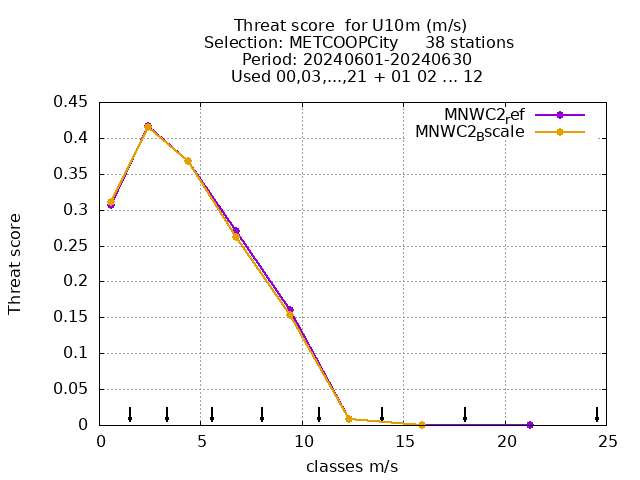 Threat score  for U10m (m/s)
Selection: METCOOPCity     38 stations
Period: 20240601-20240630
Used 00,03,...,21 + 01 02 ... 12
MNWC2ref
MNWC2Bscale
0.45
0.4
0.35
0.3
0.25
0.2
0.15
0.1
0.05
0
Threat score
0 5 10 15 20 25
classes m/s